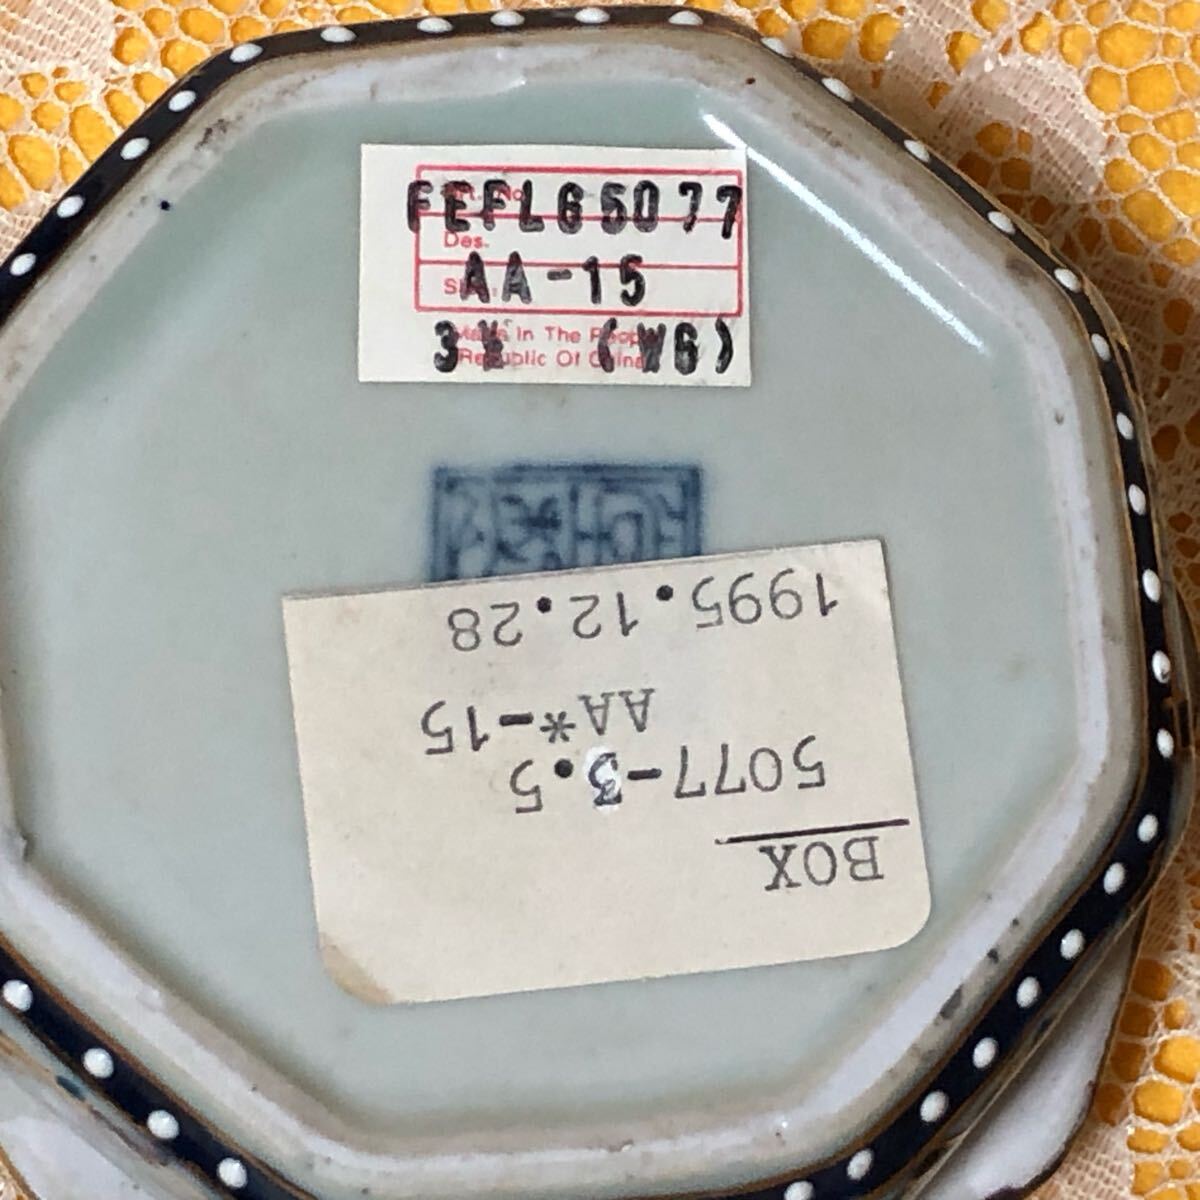 FEFLG5077
Des.
AA-15
Made In The People
Republic Of China
3½ (W6)
BOX
5077-3.5
AA*-15
1995.12.28